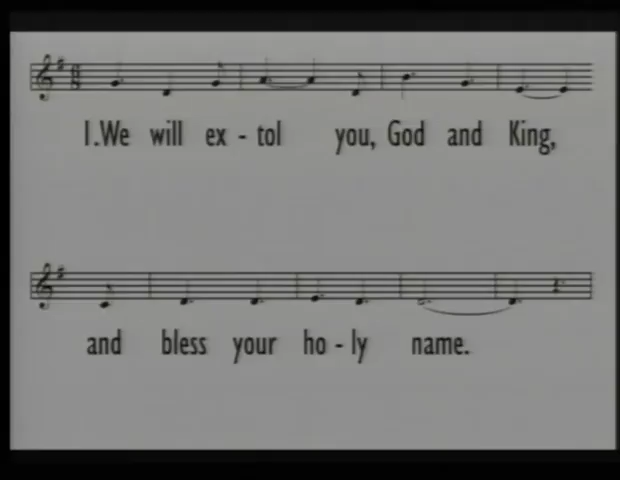 1.We will ex - tol you, God and King,
and bless your ho - ly name.